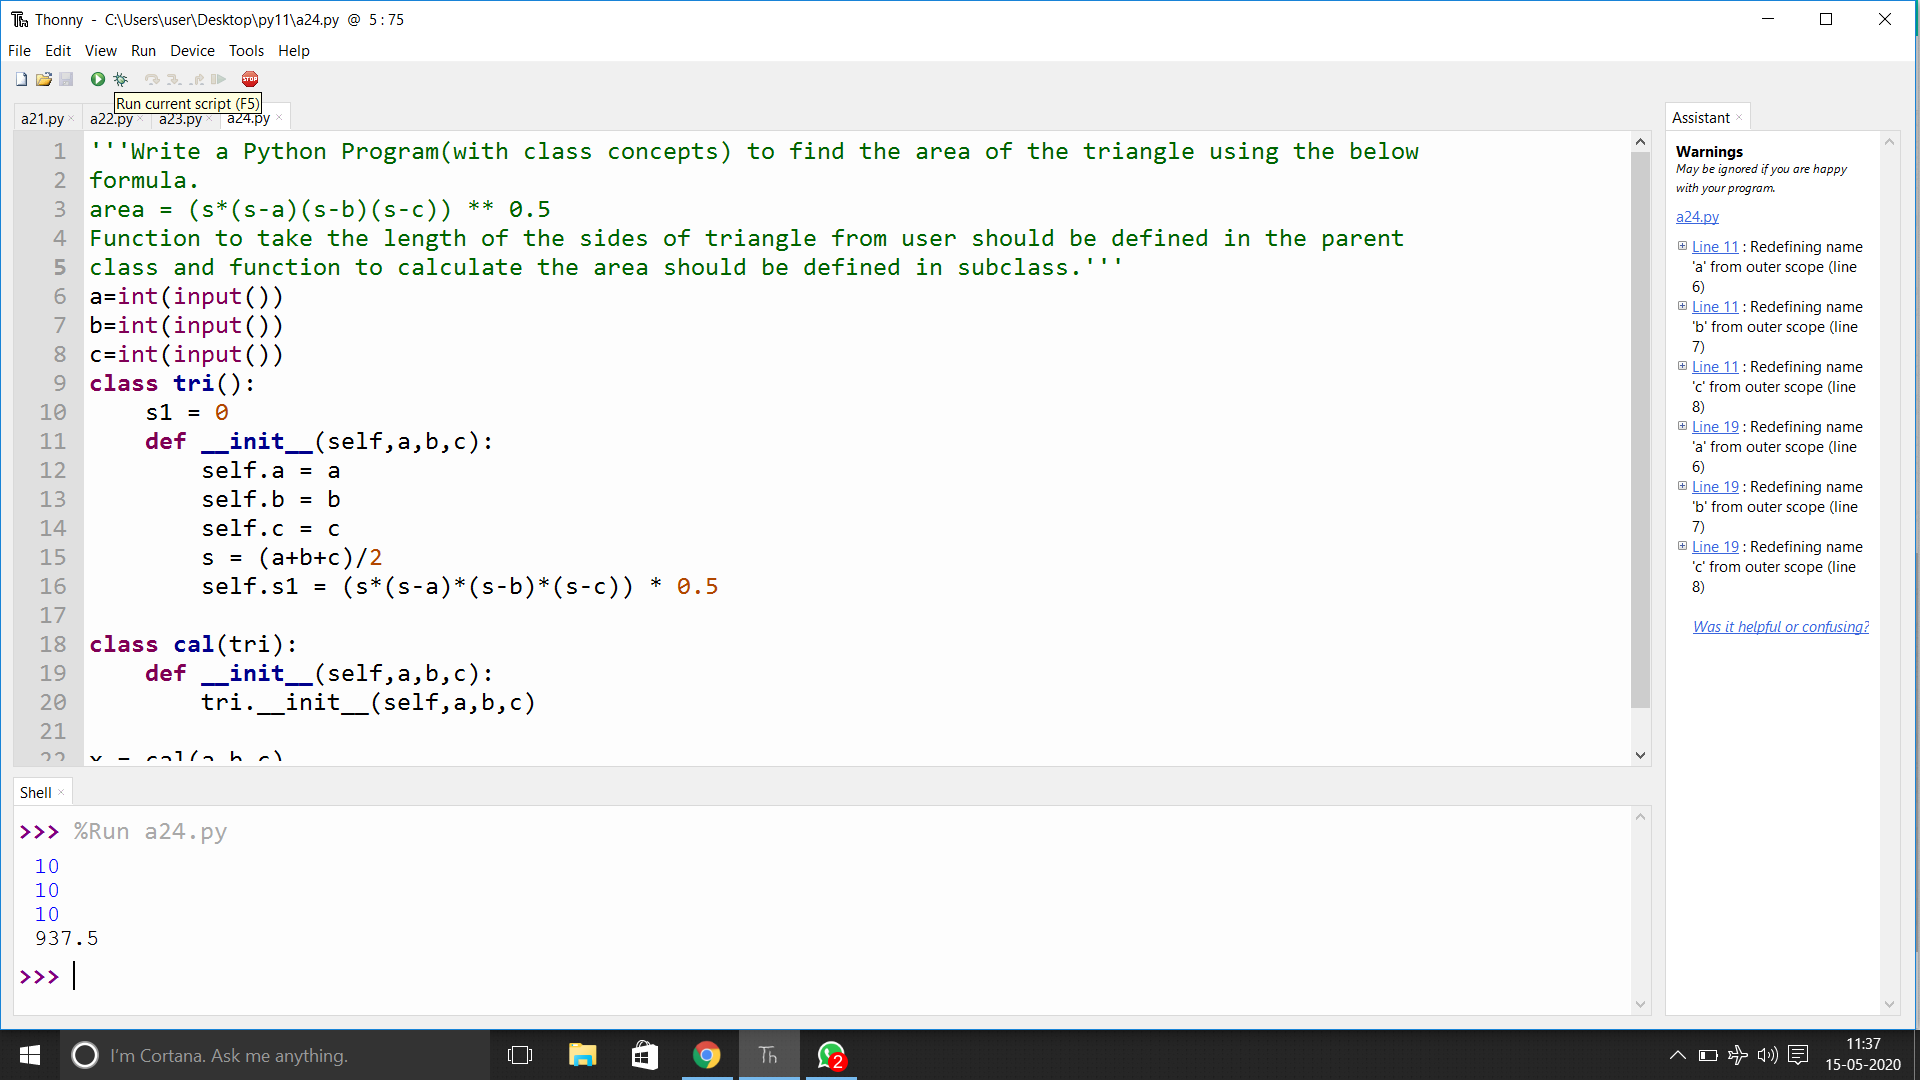 Thonny - C:\Users\user\Desktop\py11\a24.py @ 5 : 75
File Edit View Run Device Tools Help
STOP
Run current script (F5)
a21.py a22.py a23.py a24.py
1 '''Write a Python Program(with class concepts) to find the area of the triangle using the below
2 formula.
3 area = (s*(s-a)(s-b)(s-c)) ** 0.5
4 Function to take the length of the sides of triangle from user should be defined in the parent
5 class and function to calculate the area should be defined in subclass.'''
6 a=int(input())
7 b=int(input())
8 c=int(input())
9 class tri():
10     s1 = 0
11     def __init__(self,a,b,c):
12         self.a = a
13         self.b = b
14         self.c = c
15         s = (a+b+c)/2
16         self.s1 = (s*(s-a)*(s-b)*(s-c)) * 0.5
17
18 class cal(tri):
19     def __init__(self,a,b,c):
20         tri.__init__(self,a,b,c)
21
22 x = cal(a,b,c)
Assistant
Warnings
May be ignored if you are happy
with your program.
a24.py
Line 11 : Redefining name
'a' from outer scope (line
6)
Line 11 : Redefining name
'b' from outer scope (line
7)
Line 11 : Redefining name
'c' from outer scope (line
8)
Line 19 : Redefining name
'a' from outer scope (line
6)
Line 19 : Redefining name
'b' from outer scope (line
7)
Line 19 : Redefining name
'c' from outer scope (line
8)
Was it helpful or confusing?
Shell
>>> %Run a24.py
10
10
10
937.5
>>>
I'm Cortana. Ask me anything.
Th
2
11:37
15-05-2020